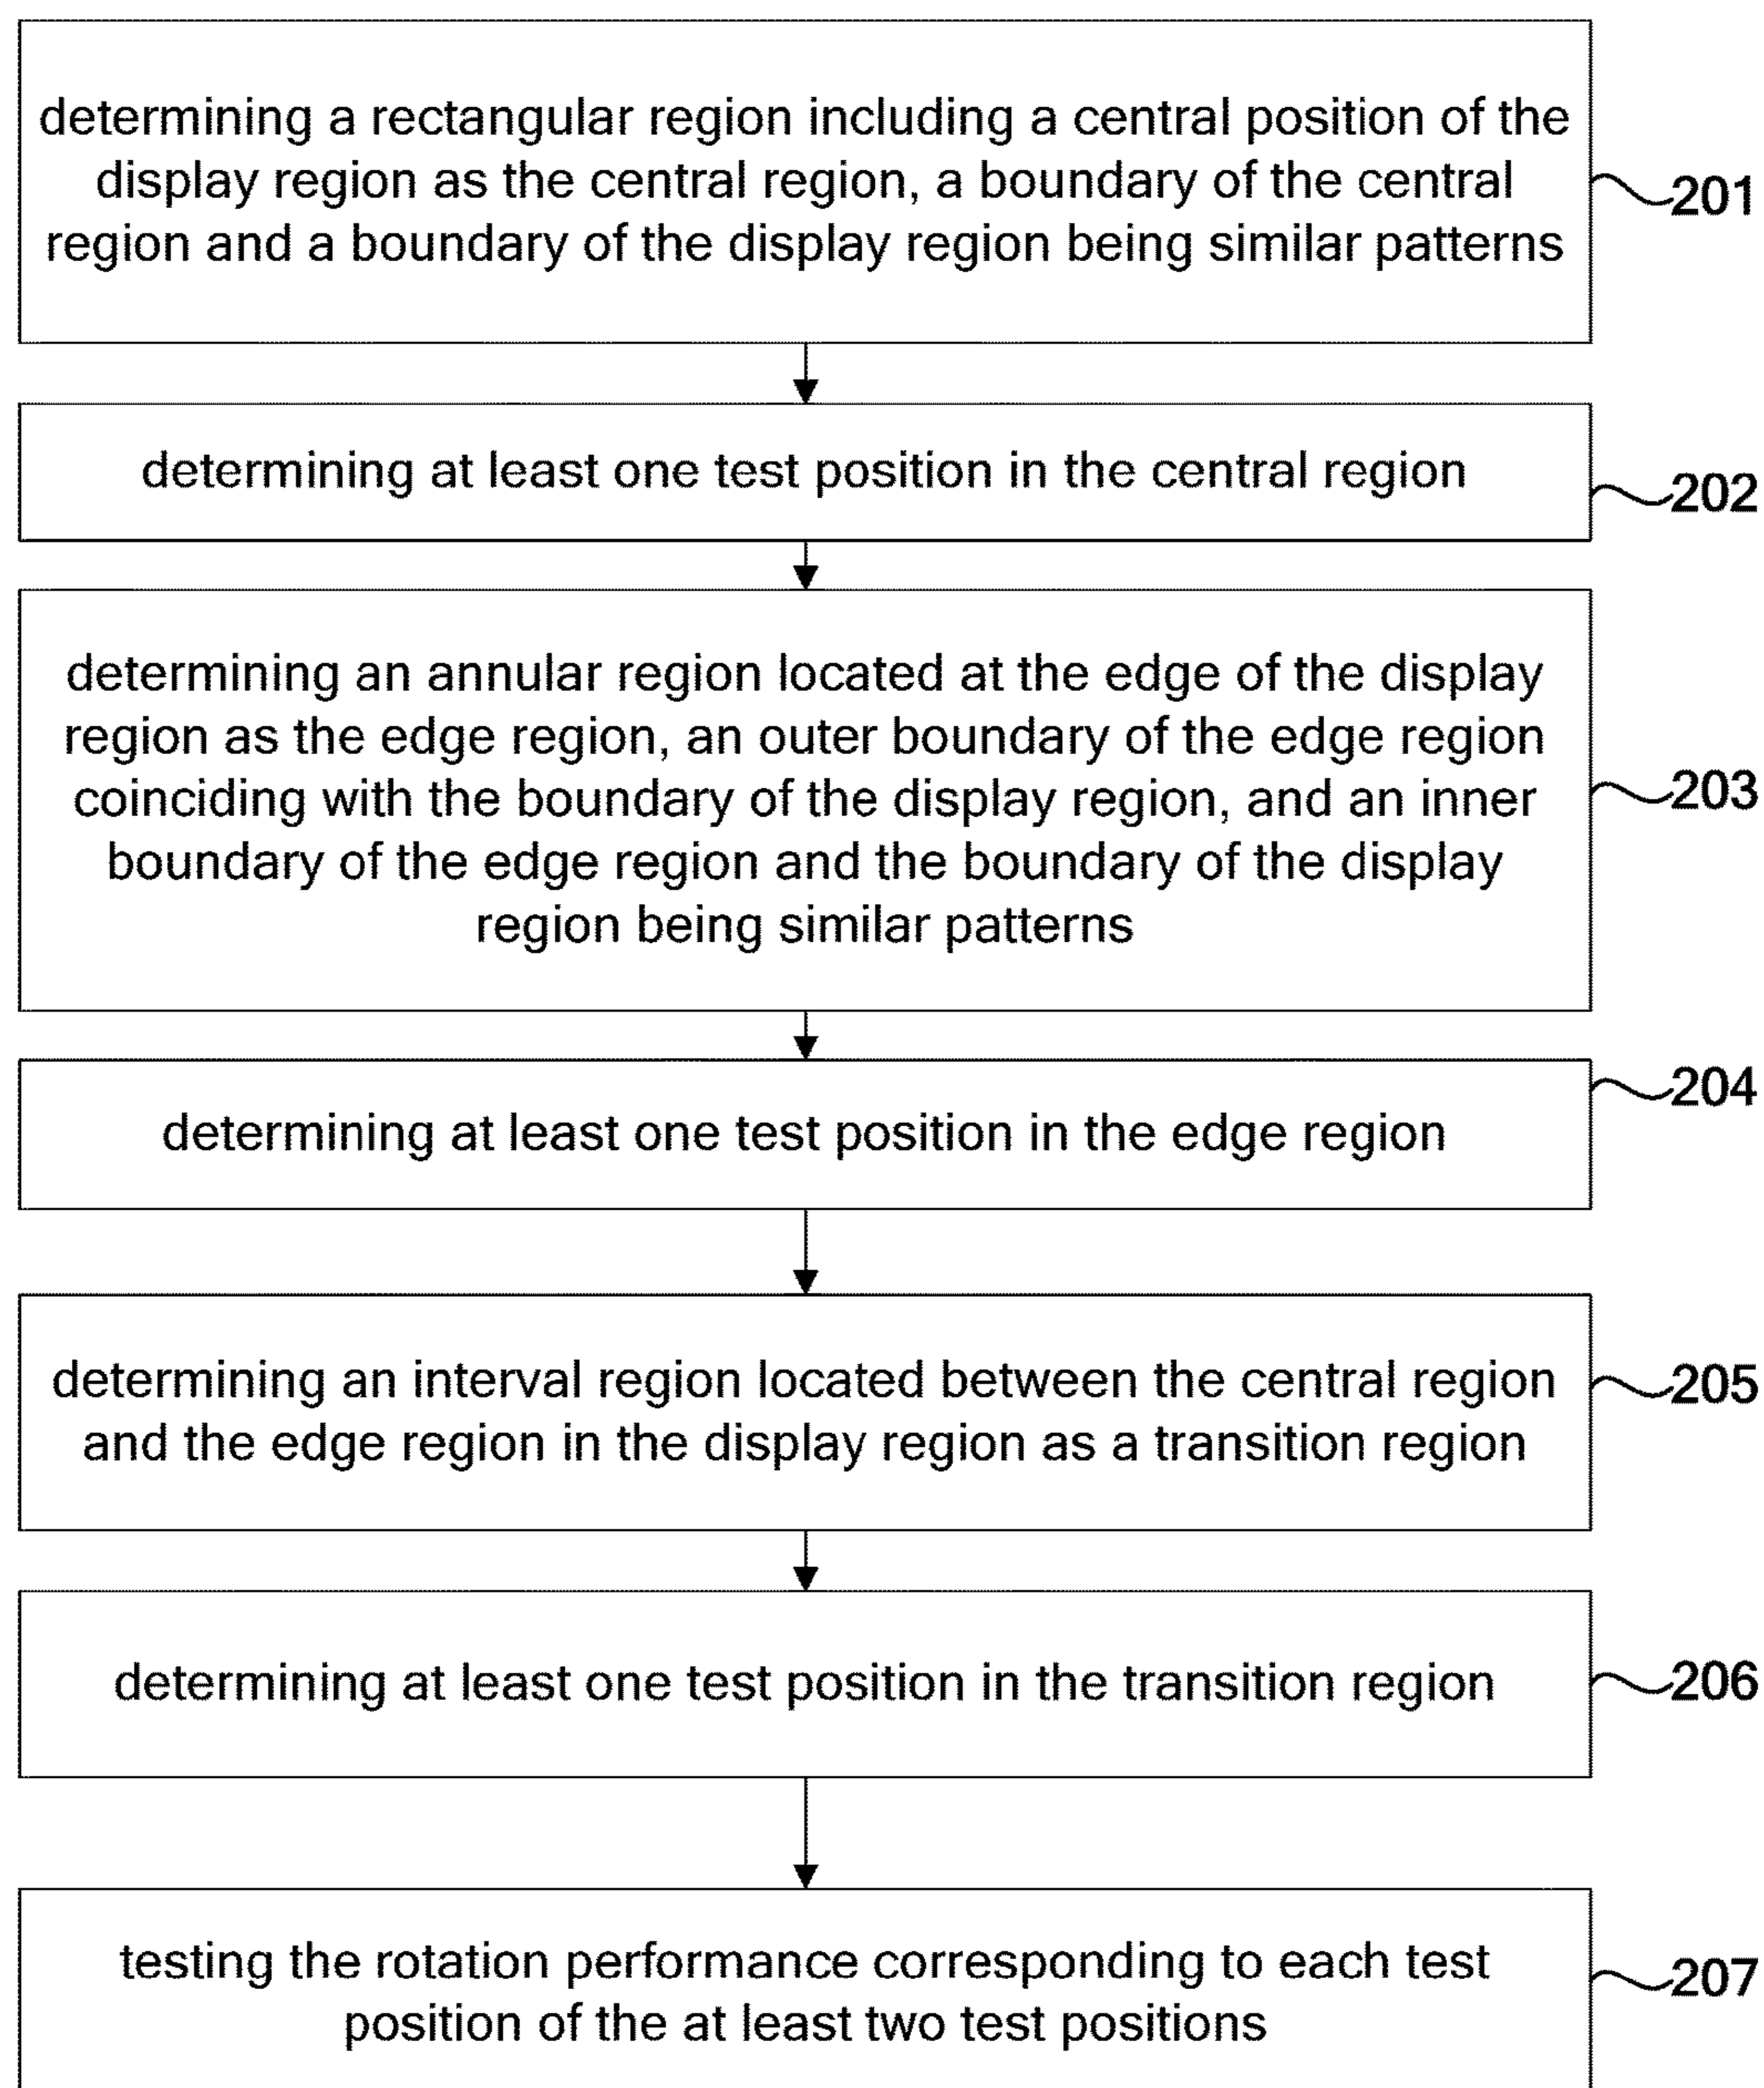 determining a rectangular region including a central position of the
display region as the central region, a boundary of the central
region and a boundary of the display region being similar patterns
201
determining at least one test position in the central region
202
determining an annular region located at the edge of the display
region as the edge region, an outer boundary of the edge region
coinciding with the boundary of the display region, and an inner
boundary of the edge region and the boundary of the display
region being similar patterns
203
determining at least one test position in the edge region
204
determining an interval region located between the central region
and the edge region in the display region as a transition region
205
determining at least one test position in the transition region
206
testing the rotation performance corresponding to each test
position of the at least two test positions
207